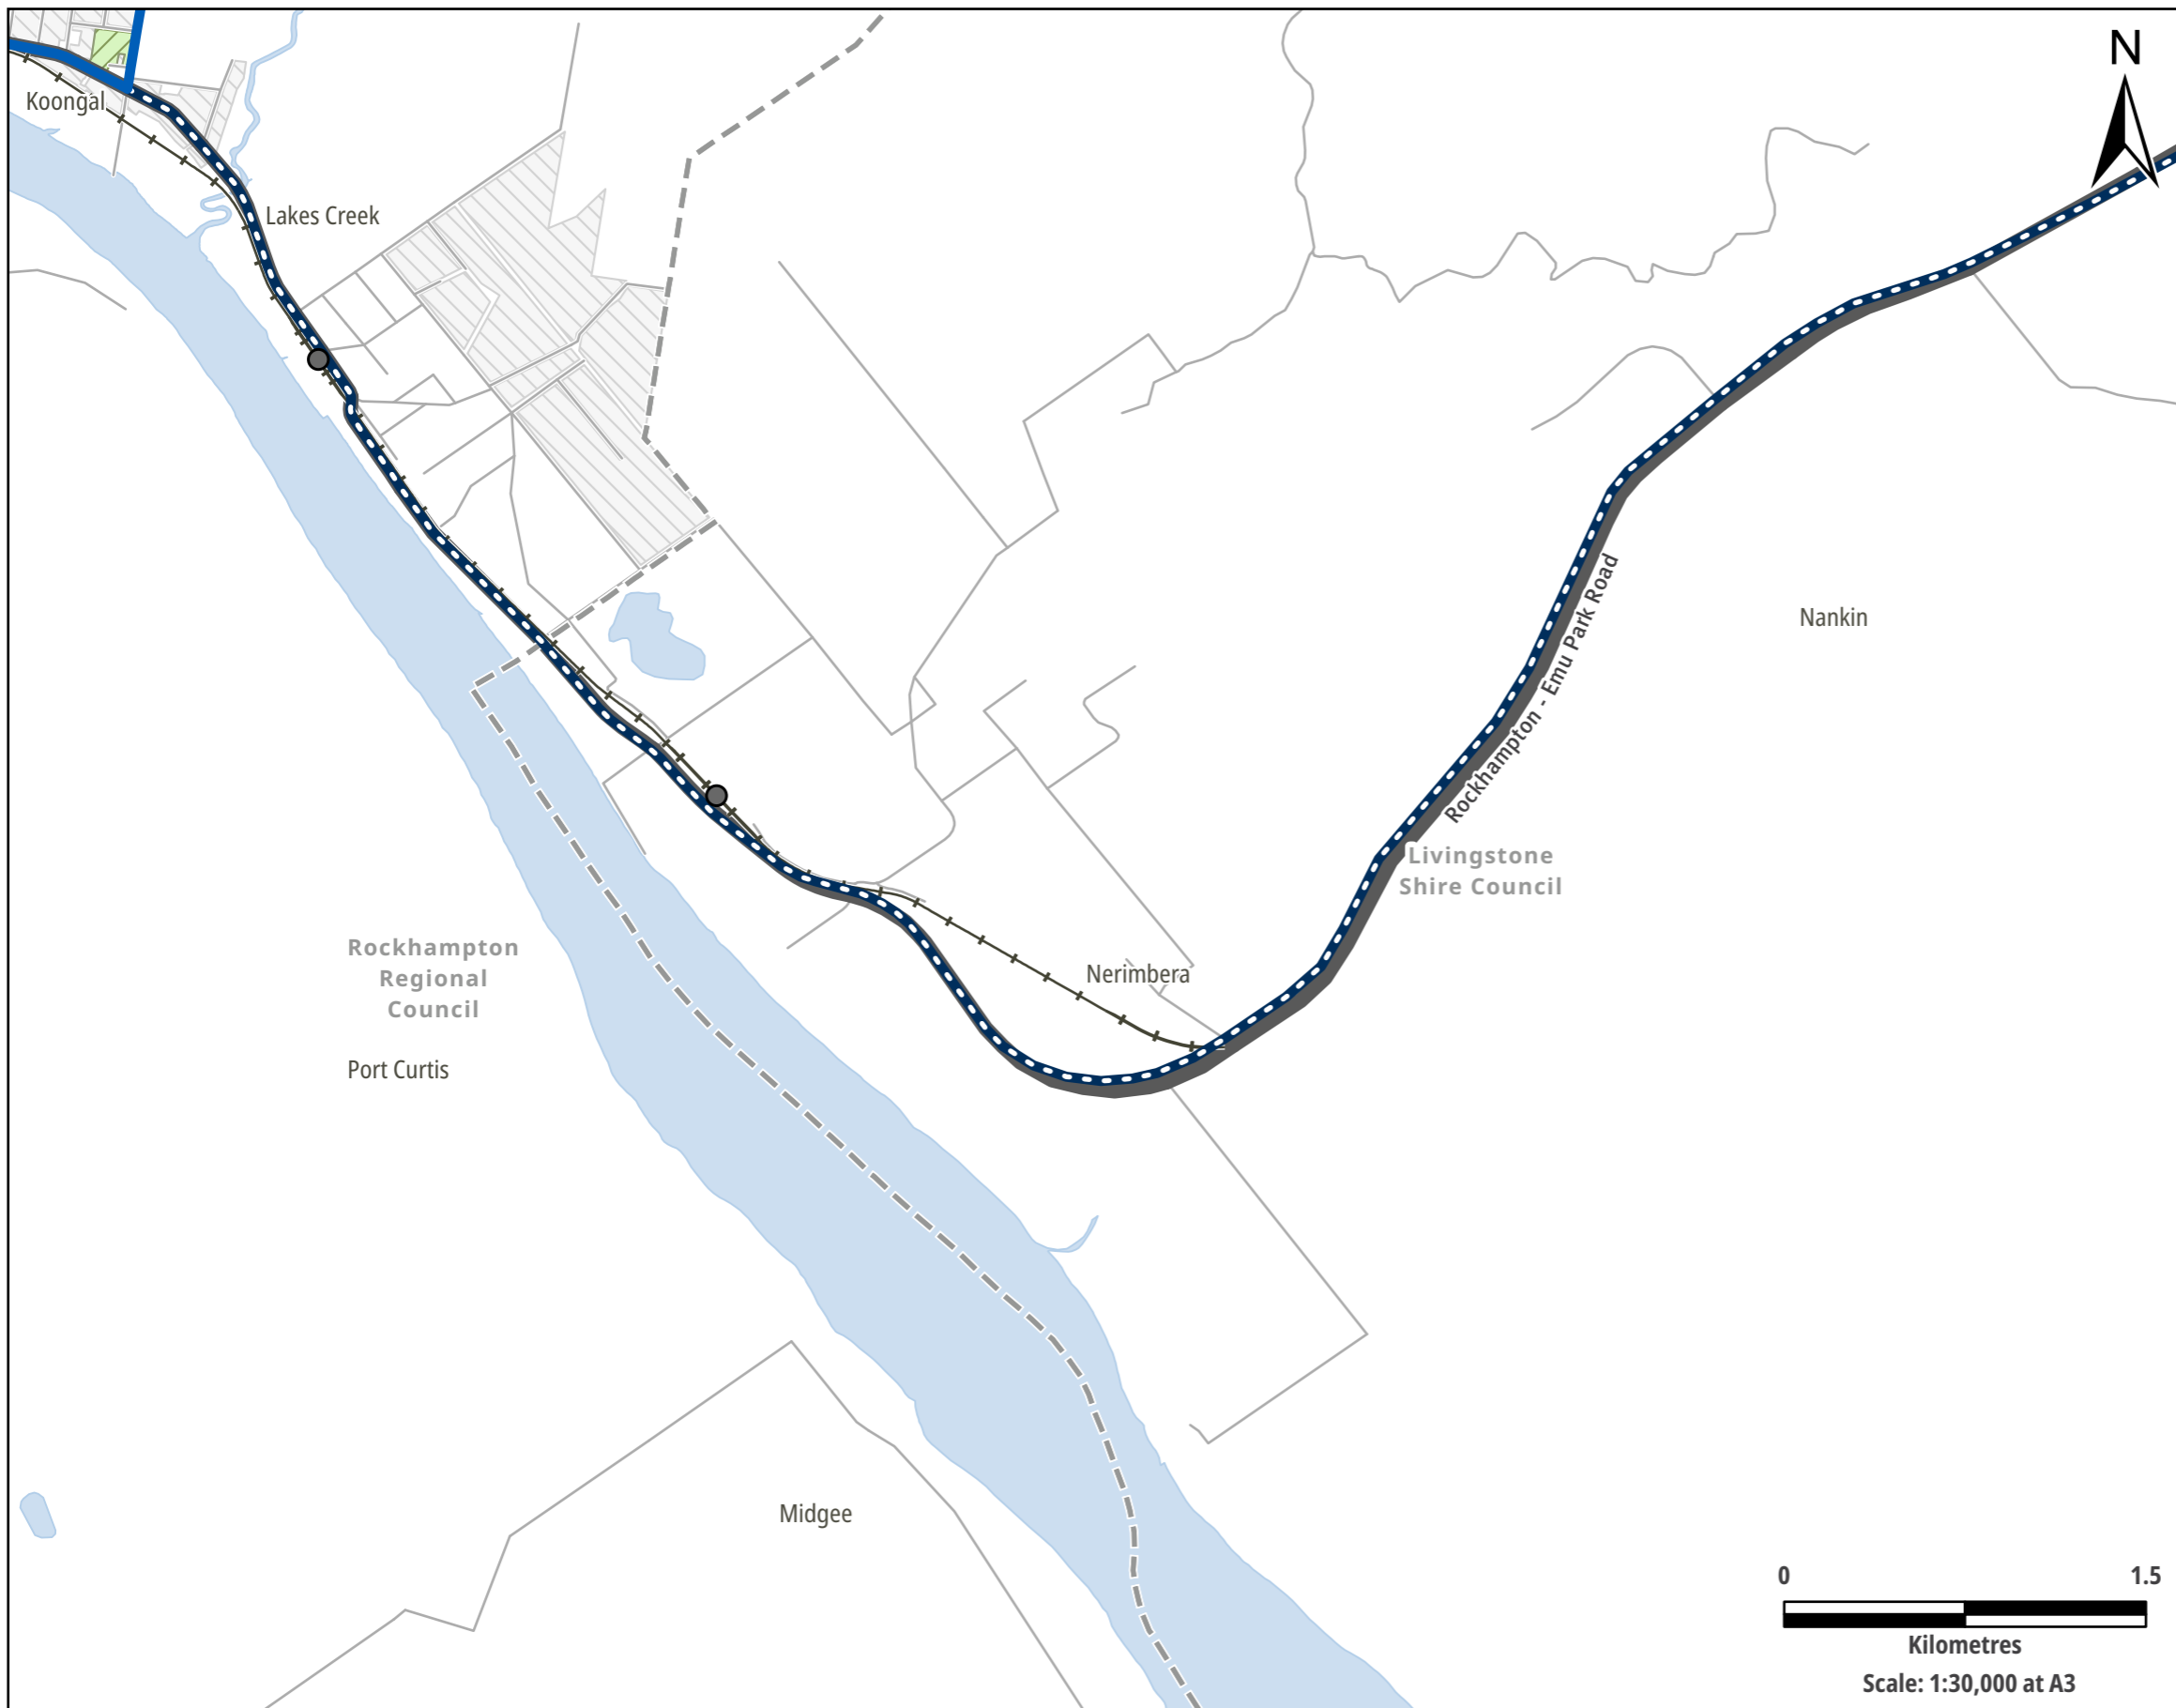 N
Koongal
Lakes Creek
Nankin
Rockhampton - Emu Park Road
Livingstone
Shire Council
Rockhampton
Regional
Council
Nerimbera
Port Curtis
Midgee
0 1.5
Kilometres
Scale: 1:30,000 at A3